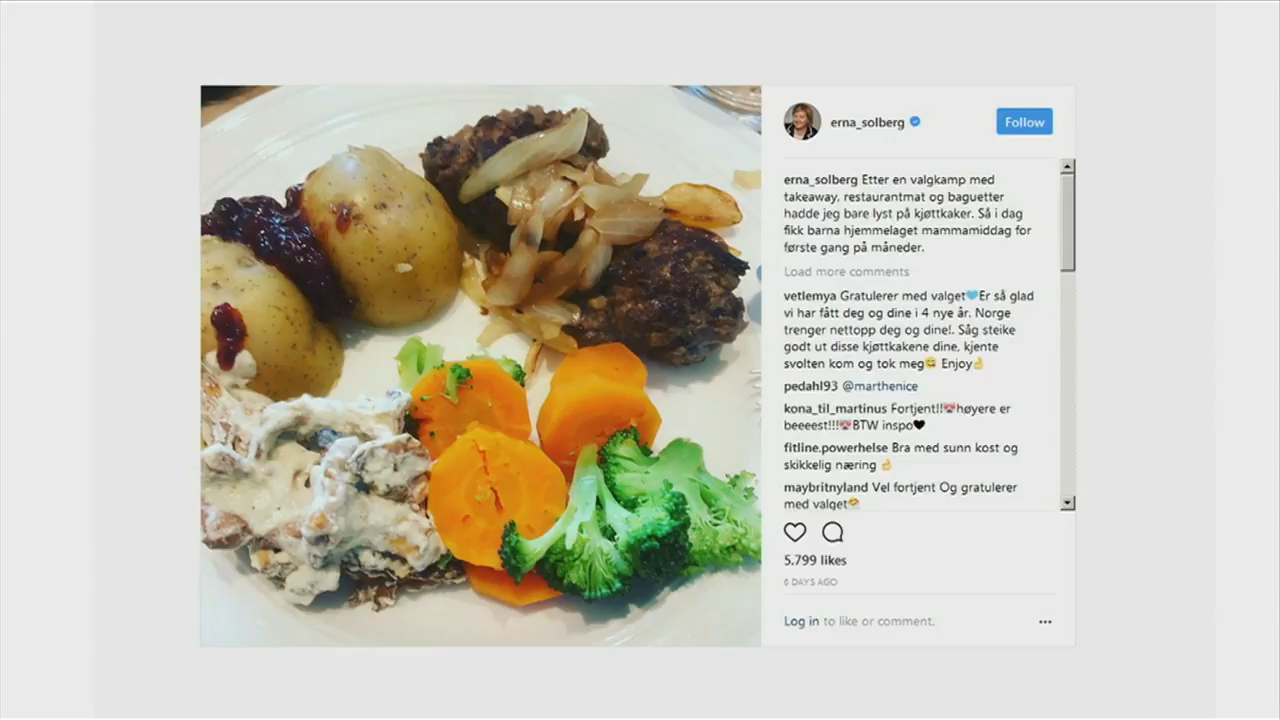 erna_solberg
Follow
erna_solberg Etter en valgkamp med
takeaway, restaurantmat og baguetter
hadde jeg bare lyst på kjøttkaker. Så i dag
fikk barna hjemmelaget mammamiddag for
første gang på måneder.
Load more comments
vetlemya Gratulerer med valget🩵Er så glad
vi har fått deg og dine i 4 nye år. Norge
trenger nettopp deg og dine!. Såg steike
godt ut disse kjøttkakene dine, kjente
svolten kom og tok meg😋 Enjoy👌
pedahl93 @marthenice
kona_til_martinus Fortjent!!høyere er
beeeest!!!BTW inspo🖤
fitline.powerhelse Bra med sunn kost og
skikkelig næring 👌
maybritnyland Vel fortjent Og gratulerer
med valget
5,799 likes
6 DAYS AGO
Log in to like or comment.
...